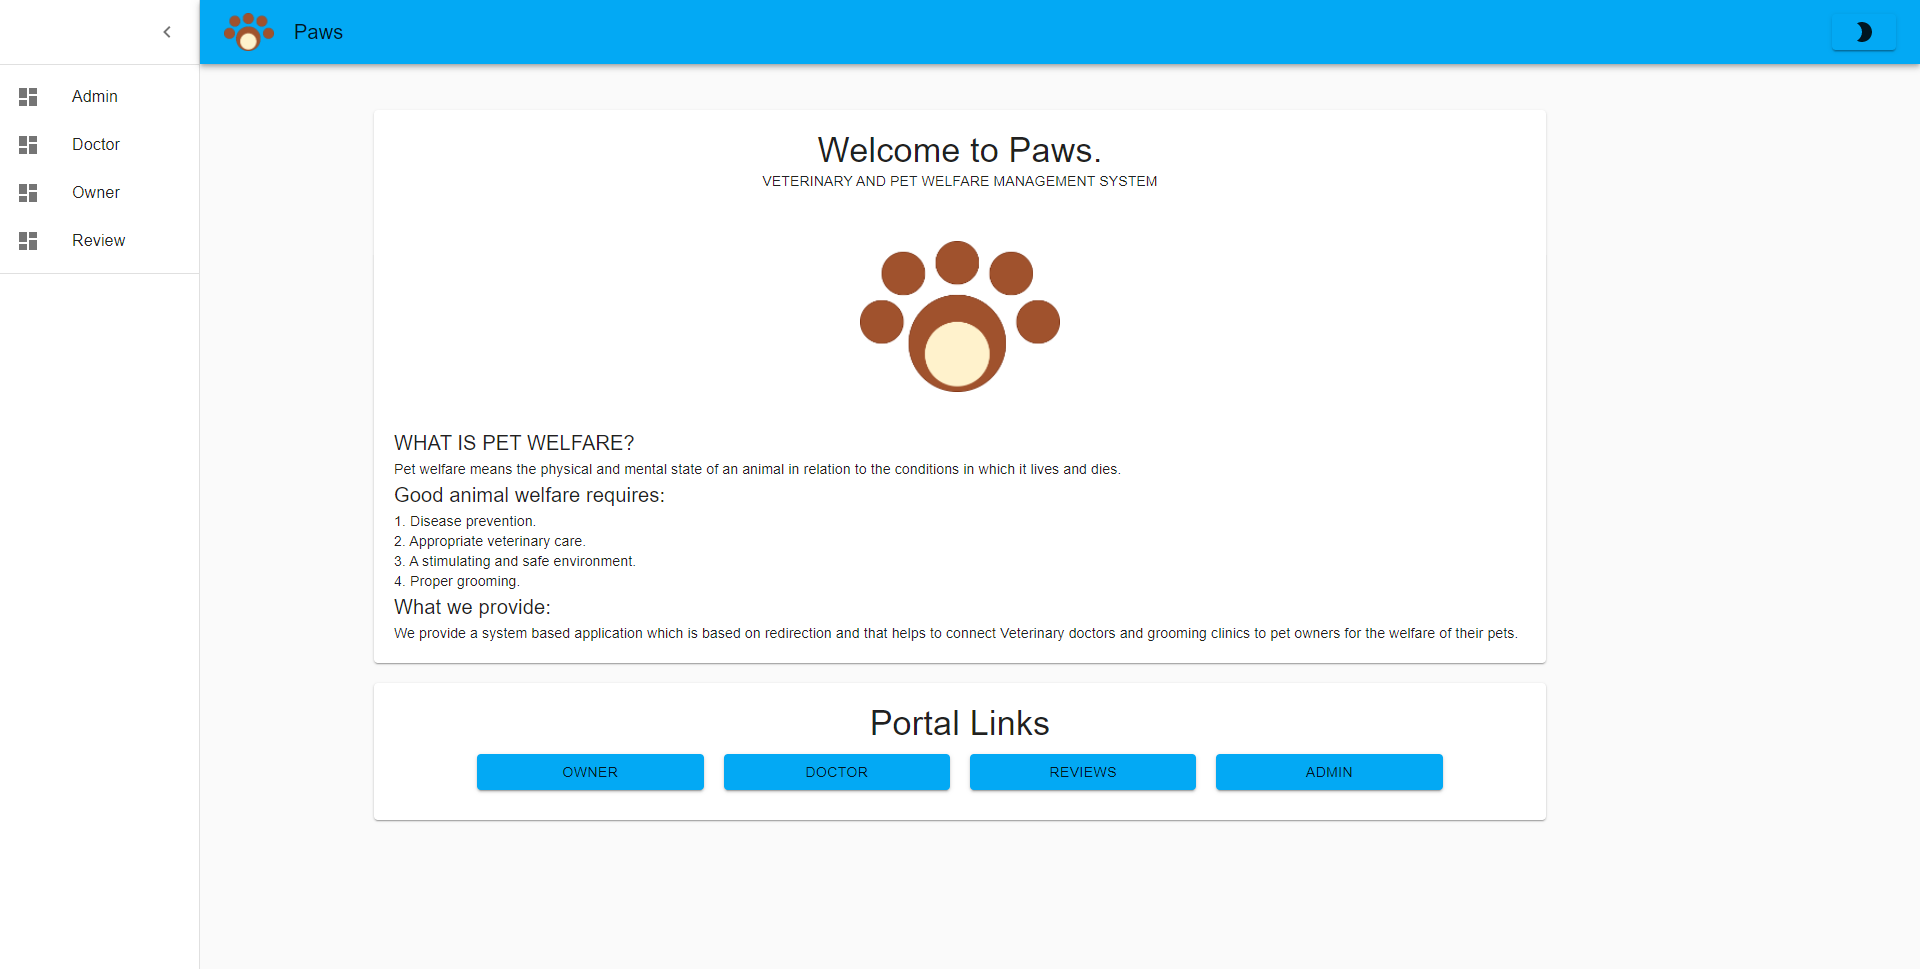 Paws
Admin
Doctor
Owner
Review
Welcome to Paws.
VETERINARY AND PET WELFARE MANAGEMENT SYSTEM
WHAT IS PET WELFARE?
Pet welfare means the physical and mental state of an animal in relation to the conditions in which it lives and dies.
Good animal welfare requires:
1. Disease prevention.
2. Appropriate veterinary care.
3. A stimulating and safe environment.
4. Proper grooming.
What we provide:
We provide a system based application which is based on redirection and that helps to connect Veterinary doctors and grooming clinics to pet owners for the welfare of their pets.
Portal Links
OWNER
DOCTOR
REVIEWS
ADMIN